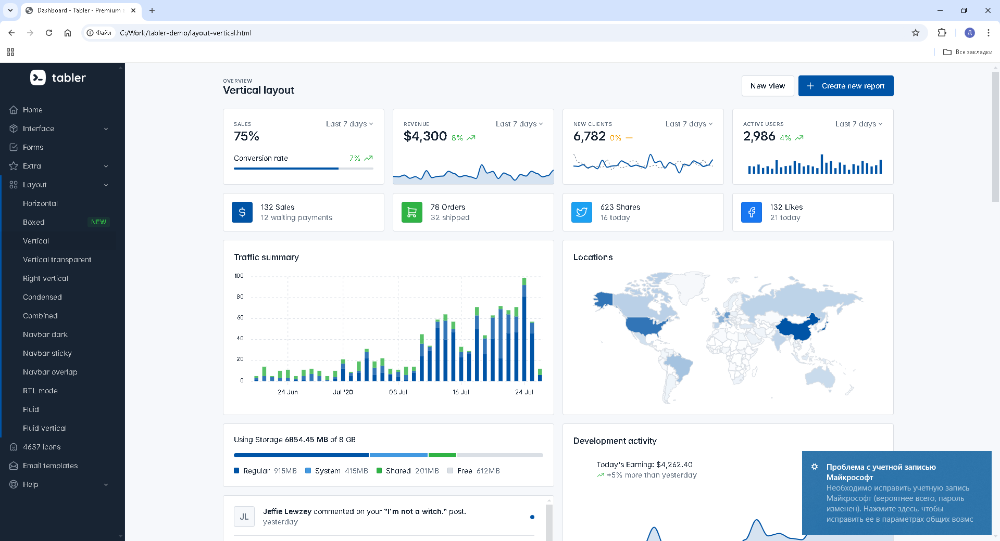 Dashboard - Tabler - Premium
Файл
C:/Work/tabler-demo/layout-vertical.html
Д
Все закладки
tabler
Home
Interface
Forms
Extra
Layout
Horizontal
Boxed NEW
Vertical
Vertical transparent
Right vertical
Condensed
Combined
Navbar dark
Navbar sticky
Navbar overlap
RTL mode
Fluid
Fluid vertical
4637 icons
Email templates
Help
OVERVIEW
Vertical layout
New view
Create new report
SALES Last 7 days
75%
Conversion rate 7%
REVENUE Last 7 days
$4,300 8%
NEW CLIENTS Last 7 days
6,782 0%
ACTIVE USERS Last 7 days
2,986 4%
132 Sales
12 waiting payments
78 Orders
32 shipped
623 Shares
16 today
132 Likes
21 today
Traffic summary
100
80
60
40
20
0
24 Jun Jul '20 08 Jul 16 Jul 24 Jul
Locations
Using Storage 6854.45 MB of 8 GB
Regular 915MB System 415MB Shared 201MB Free 612MB
JL
Jeffie Lewzey commented on your "I'm not a witch." post.
yesterday
Development activity
Today's Earning: $4,262.40
+5% more than yesterday
Проблема с учетной записью
Майкрософт
Необходимо исправить учетную запись
Майкрософт (вероятнее всего, пароль
изменен). Нажмите здесь, чтобы
исправить ее в параметрах общих возмс